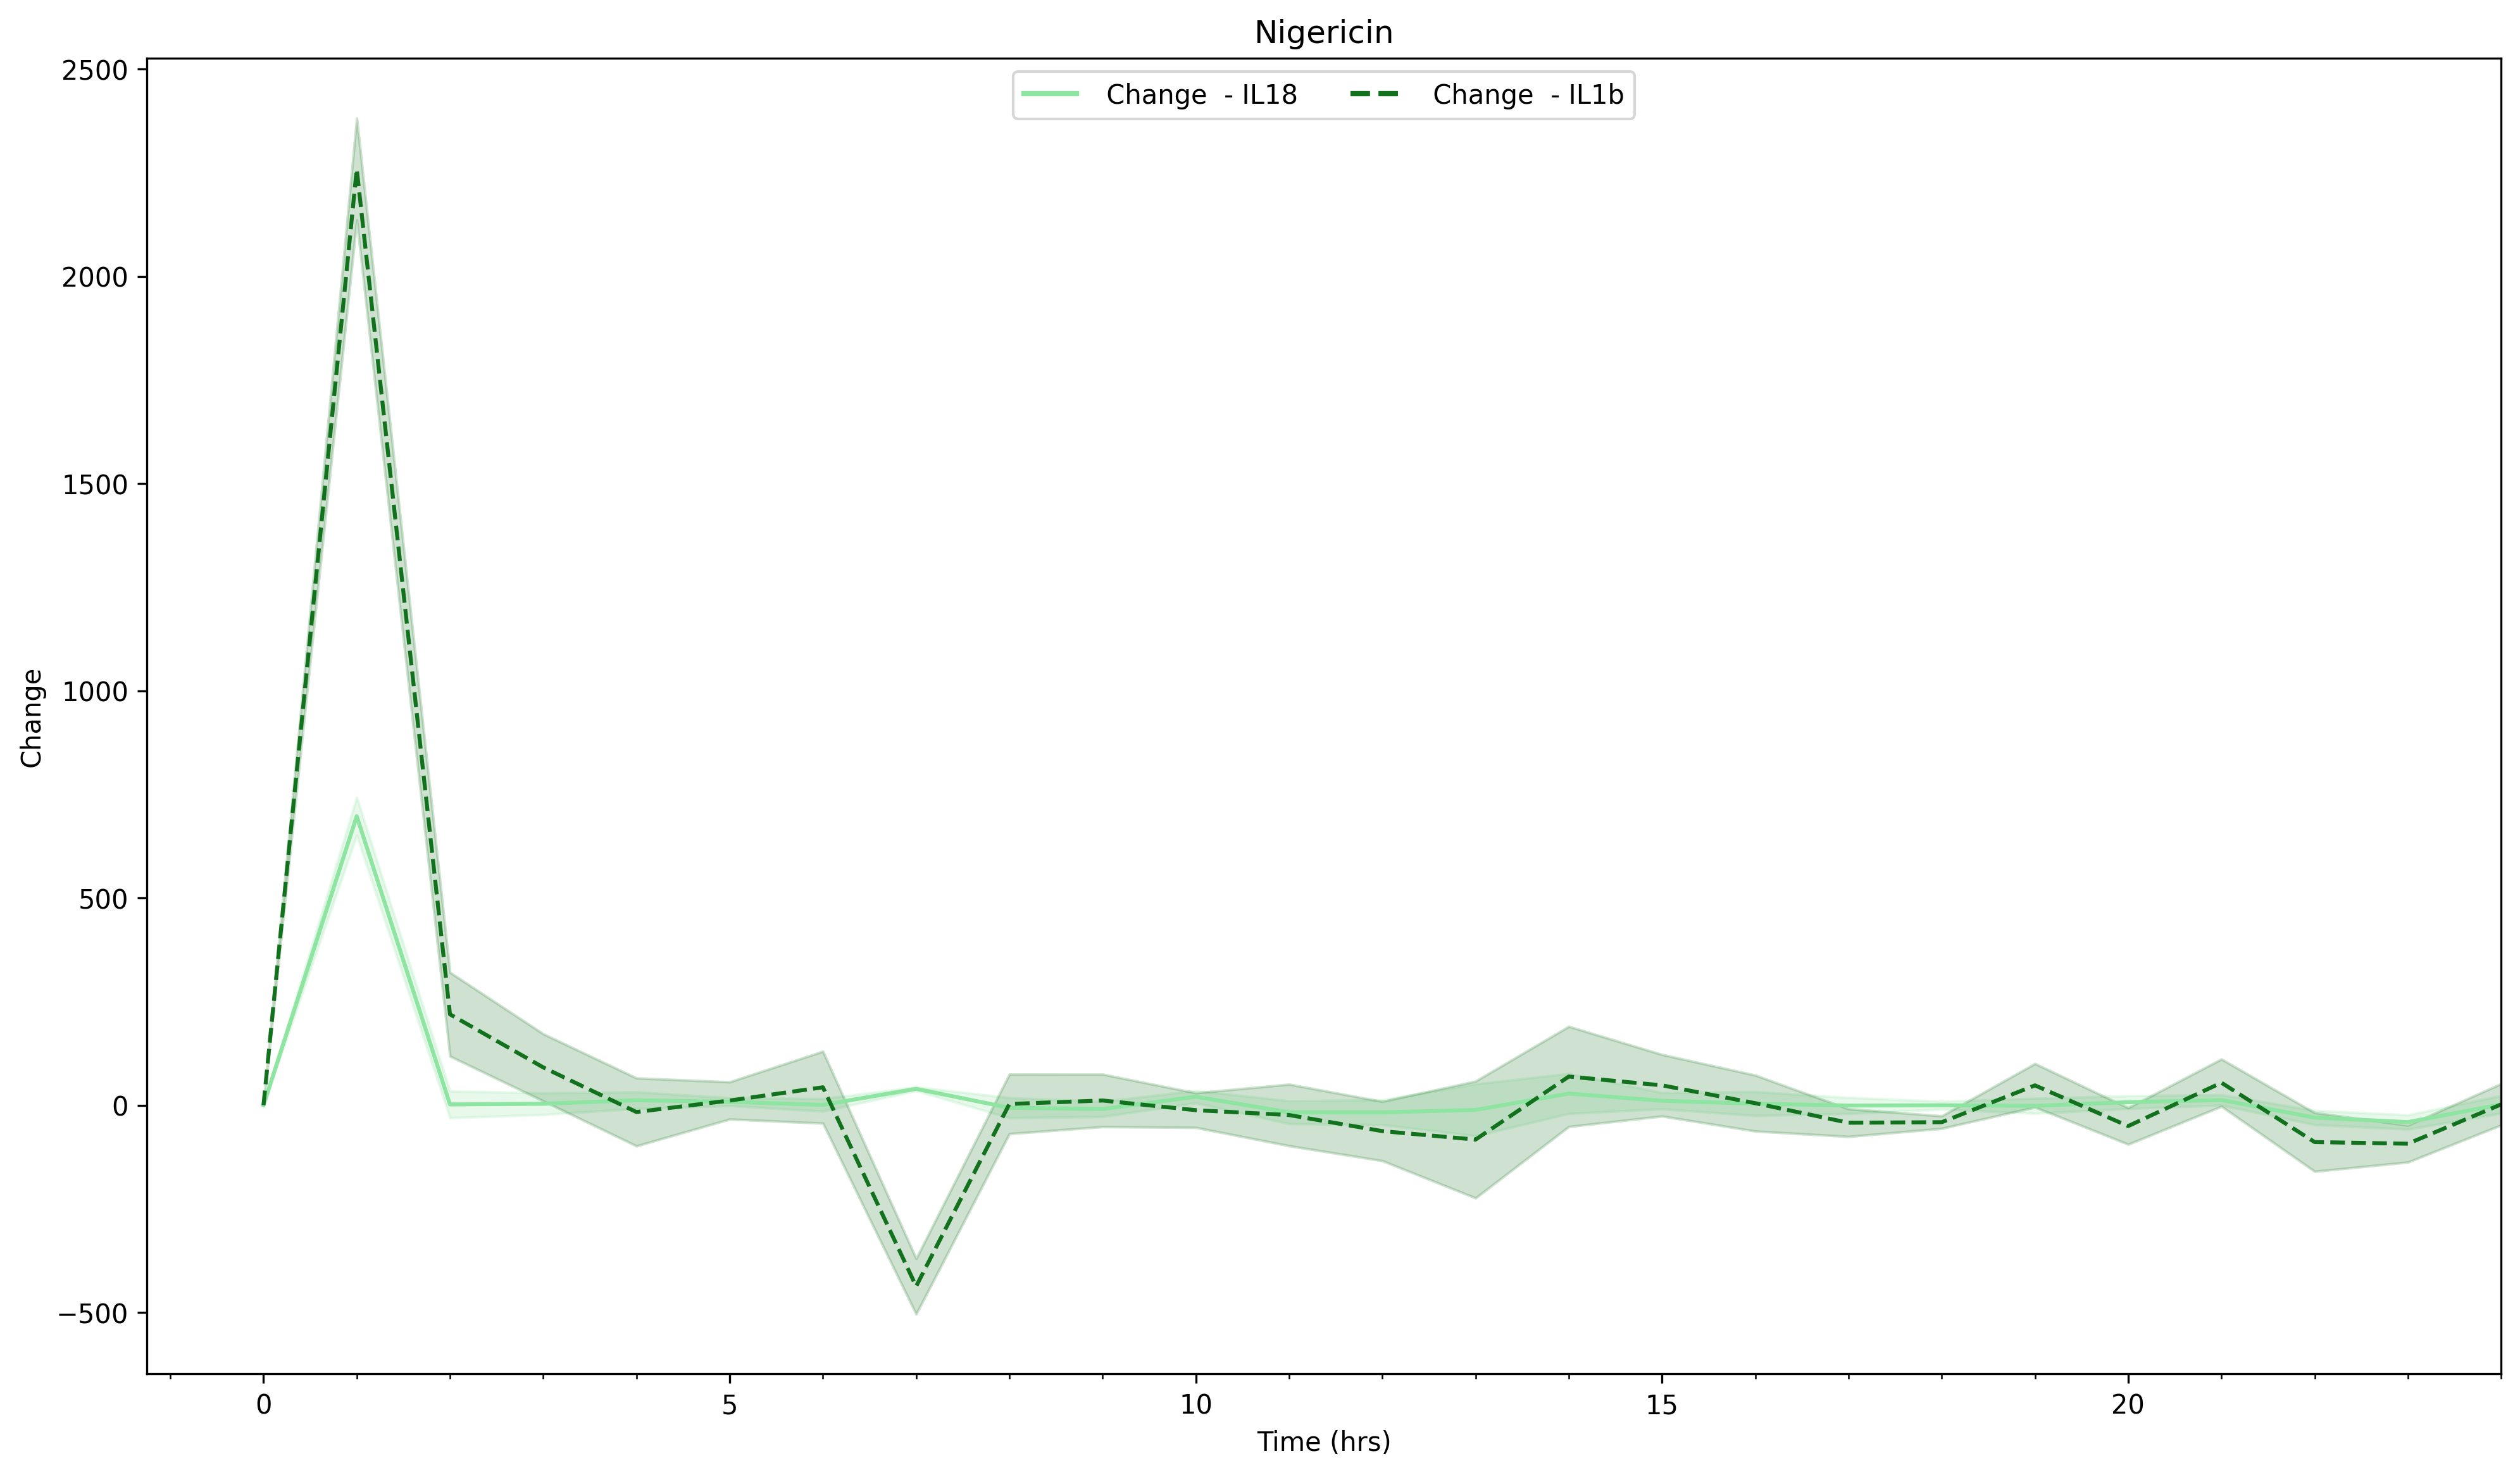 Nigericin
Change  - IL18
Change  - IL1b
2500
2000
1500
1000
500
0
−500
Change
0
5
10
15
20
Time (hrs)